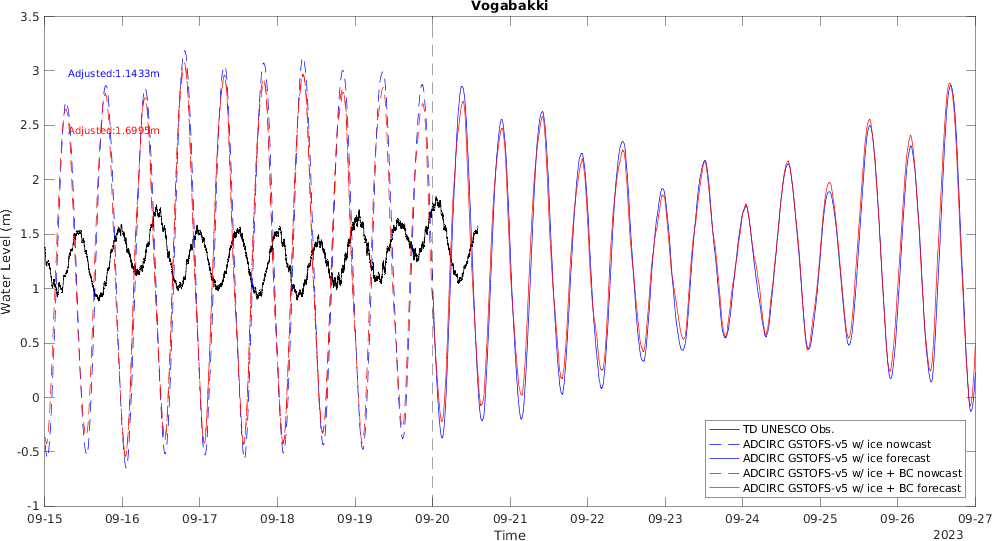 Vogabakki
3.5
3
2.5
2
1.5
1
0.5
0
-0.5
-1
Water Level (m)
Adjusted:1.1433m
Adjusted:1.6995m
TD UNESCO Obs.
ADCIRC GSTOFS-v5 w/ ice nowcast
ADCIRC GSTOFS-v5 w/ ice forecast
ADCIRC GSTOFS-v5 w/ ice + BC nowcast
ADCIRC GSTOFS-v5 w/ ice + BC forecast
09-15 09-16 09-17 09-18 09-19 09-20 09-21 09-22 09-23 09-24 09-25 09-26 09-27
Time
2023